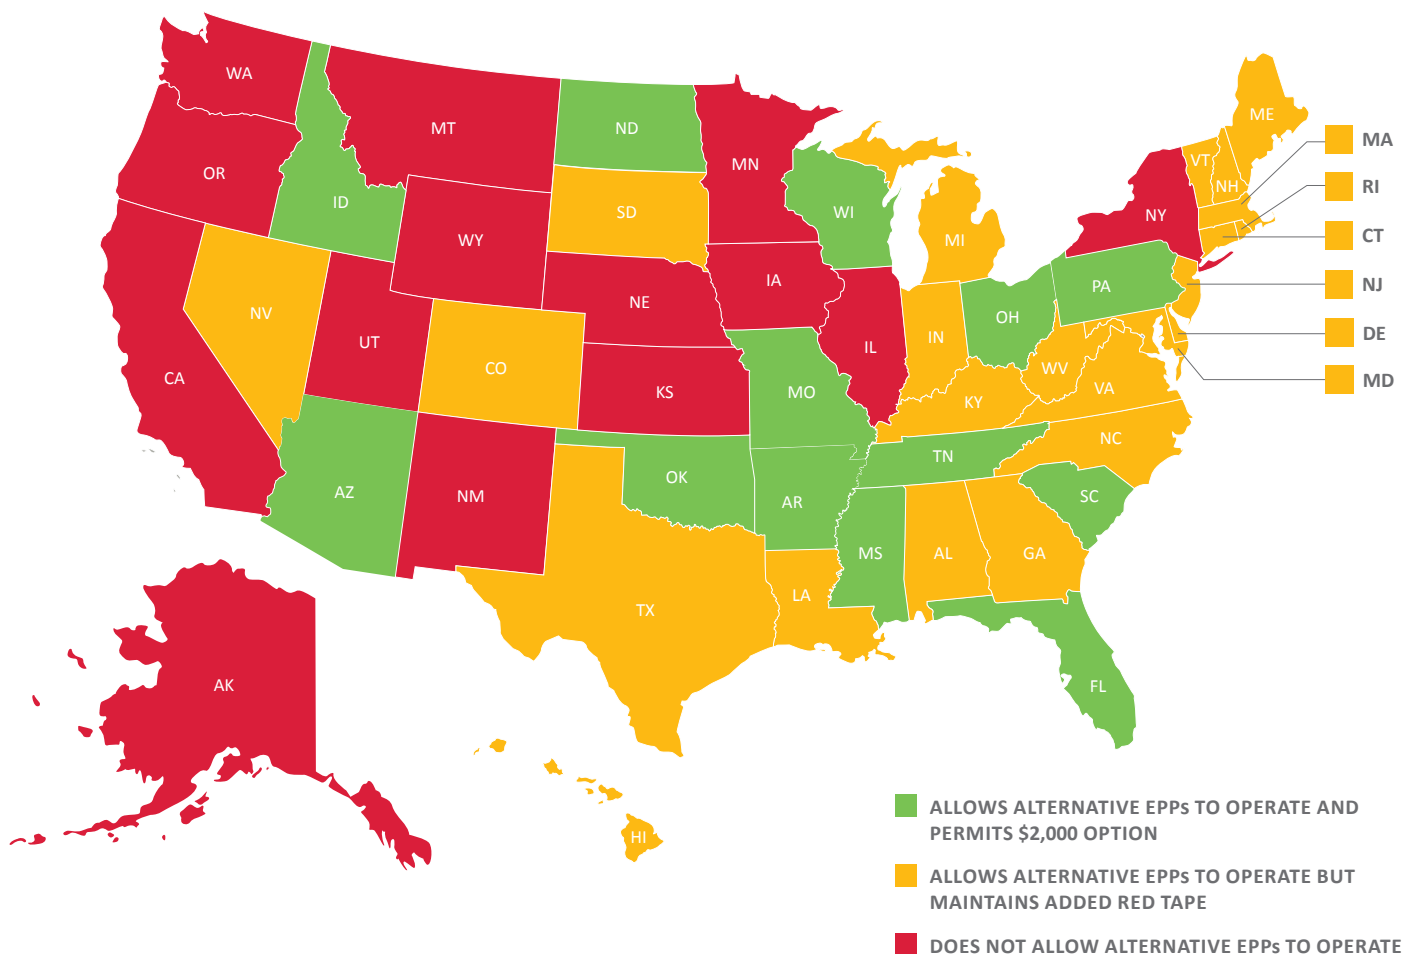 WA
MT
ND
MN
ME
MA
OR
ID
SD
WI
VT
NH
RI
WY
MI
NY
CT
NV
NE
IA
PA
NJ
UT
CO
IL
IN
OH
DE
CA
KS
MO
KY
WV
VA
MD
AZ
NM
OK
AR
TN
NC
SC
TX
LA
MS
AL
GA
AK
FL
HI
ALLOWS ALTERNATIVE EPPs TO OPERATE AND
PERMITS $2,000 OPTION
ALLOWS ALTERNATIVE EPPs TO OPERATE BUT
MAINTAINS ADDED RED TAPE
DOES NOT ALLOW ALTERNATIVE EPPs TO OPERATE